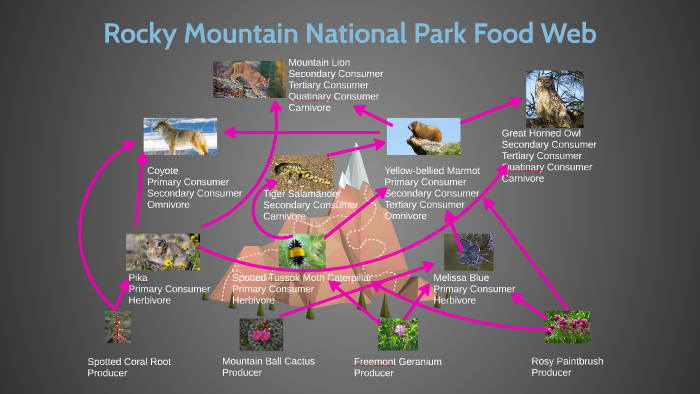 Rocky Mountain National Park Food Web
Mountain Lion
Secondary Consumer
Tertiary Consumer
Quatinary Consumer
Carnivore
Great Horned Owl
Secondary Consumer
Tertiary Consumer
Quatinary Consumer
Carnivore
Coyote
Primary Consumer
Secondary Consumer
Omnivore
Tiger Salamander
Secondary Consumer
Carnivore
Yellow-bellied Marmot
Primary Consumer
Secondary Consumer
Tertiary Consumer
Omnivore
Pika
Primary Consumer
Herbivore
Spotted Tussok Moth Caterpillar
Primary Consumer
Herbivore
Melissa Blue
Primary Consumer
Herbivore
Spotted Coral Root
Producer
Mountain Ball Cactus
Producer
Freemont Geranium
Producer
Rosy Paintbrush
Producer